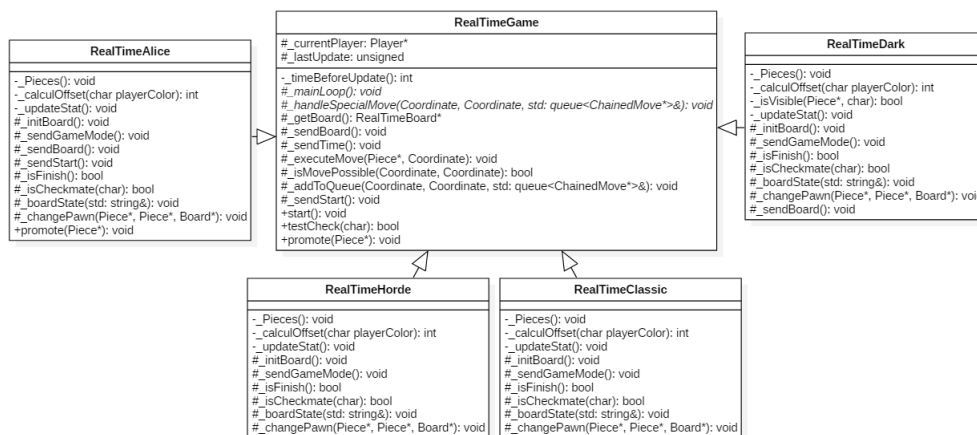 RealTimeGame
#_currentPlayer: Player*
#_lastUpdate: unsigned
-_timeBeforeUpdate(): int
#_mainLoop(): void
#_handleSpecialMove(Coordinate, Coordinate, std: queue<ChainedMove*>&): void
#_getBoard(): RealTimeBoard*
#_sendBoard(): void
#_sendTime(): void
#_executeMove(Piece*, Coordinate): void
#_isMovePossible(Coordinate, Coordinate): bool
#_addToQueue(Coordinate, Coordinate, std: queue<ChainedMove*>&): void
#_sendStart(): void
+start(): void
+testCheck(char): bool
+promote(Piece*): void
RealTimeAlice
-_Pieces(): void
-_calculOffset(char playerColor): int
-_updateStat(): void
#_initBoard(): void
#_sendGameMode(): void
#_sendBoard(): void
#_sendStart(): void
#_isFinish(): bool
#_isCheckmate(char): bool
#_boardState(std: string&): void
#_changePawn(Piece*, Piece*, Board*): void
+promote(Piece*): void
RealTimeDark
-_Pieces(): void
-_calculOffset(char playerColor): int
-_isVisible(Piece*, char): bool
-_updateStat(): void
#_initBoard(): void
#_sendGameMode(): void
#_isFinish(): bool
#_isCheckmate(char): bool
#_boardState(std: string&): void
#_changePawn(Piece*, Piece*, Board*): void
#_sendBoard(): void
RealTimeHorde
-_Pieces(): void
-_calculOffset(char playerColor): int
-_updateStat(): void
#_initBoard(): void
#_sendGameMode(): void
#_isFinish(): bool
#_isCheckmate(char): bool
#_boardState(std: string&): void
#_changePawn(Piece*, Piece*, Board*): void
RealTimeClassic
-_Pieces(): void
-_calculOffset(char playerColor): int
-_updateStat(): void
#_initBoard(): void
#_sendGameMode(): void
#_isFinish(): bool
#_isCheckmate(char): bool
#_boardState(std: string&): void
#_changePawn(Piece*, Piece*, Board*): void